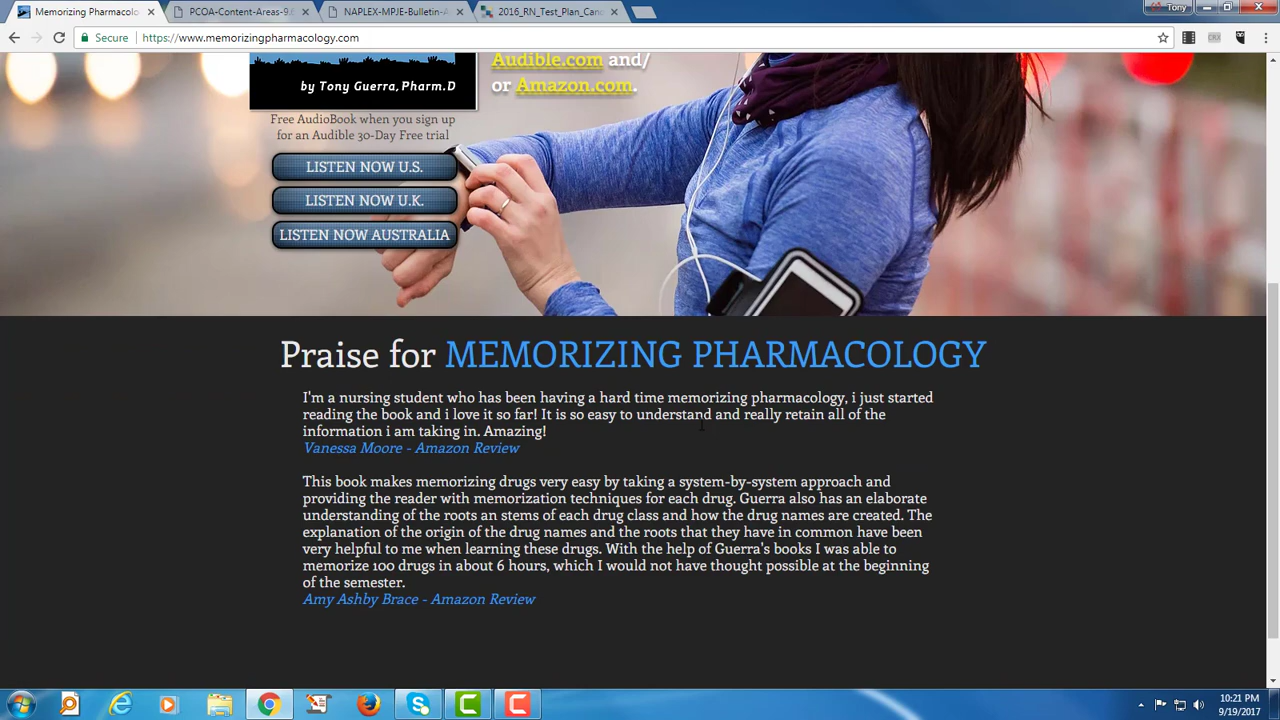 Memorizing Pharmacolo
PCOA-Content-Areas-9
NAPLEX-MPJE-Bulletin-
2016_RN_Test_Plan_Can
Tony
Secure
https://www.memorizingpharmacology.com
Audible.com and/
or Amazon.com.
by Tony Guerra, Pharm.D
Free AudioBook when you sign up
for an Audible 30-Day Free trial
LISTEN NOW U.S.
LISTEN NOW U.K.
LISTEN NOW AUSTRALIA
Praise for MEMORIZING PHARMACOLOGY
I'm a nursing student who has been having a hard time memorizing pharmacology, i just started
reading the book and i love it so far! It is so easy to understand and really retain all of the
information i am taking in. Amazing!
Vanessa Moore - Amazon Review
This book makes memorizing drugs very easy by taking a system-by-system approach and
providing the reader with memorization techniques for each drug. Guerra also has an elaborate
understanding of the roots an stems of each drug class and how the drug names are created. The
explanation of the origin of the drug names and the roots that they have in common have been
very helpful to me when learning these drugs. With the help of Guerra's books I was able to
memorize 100 drugs in about 6 hours, which I would not have thought possible at the beginning
of the semester.
Amy Ashby Brace - Amazon Review
10:21 PM
9/19/2017